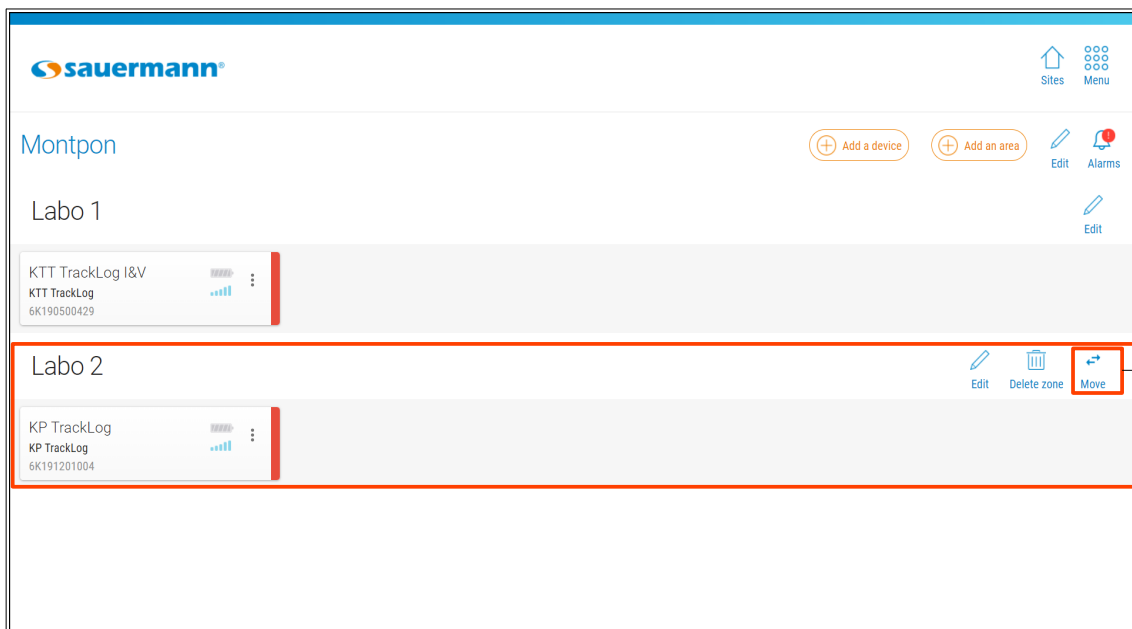 sauermann®
Sites
Menu
Montpon
Add a device
Add an area
Edit
Alarms
Labo 1
Edit
KTT TrackLog I&V
KTT TrackLog
6K190500429
Labo 2
Edit
Delete zone
Move
KP TrackLog
KP TrackLog
6K191201004